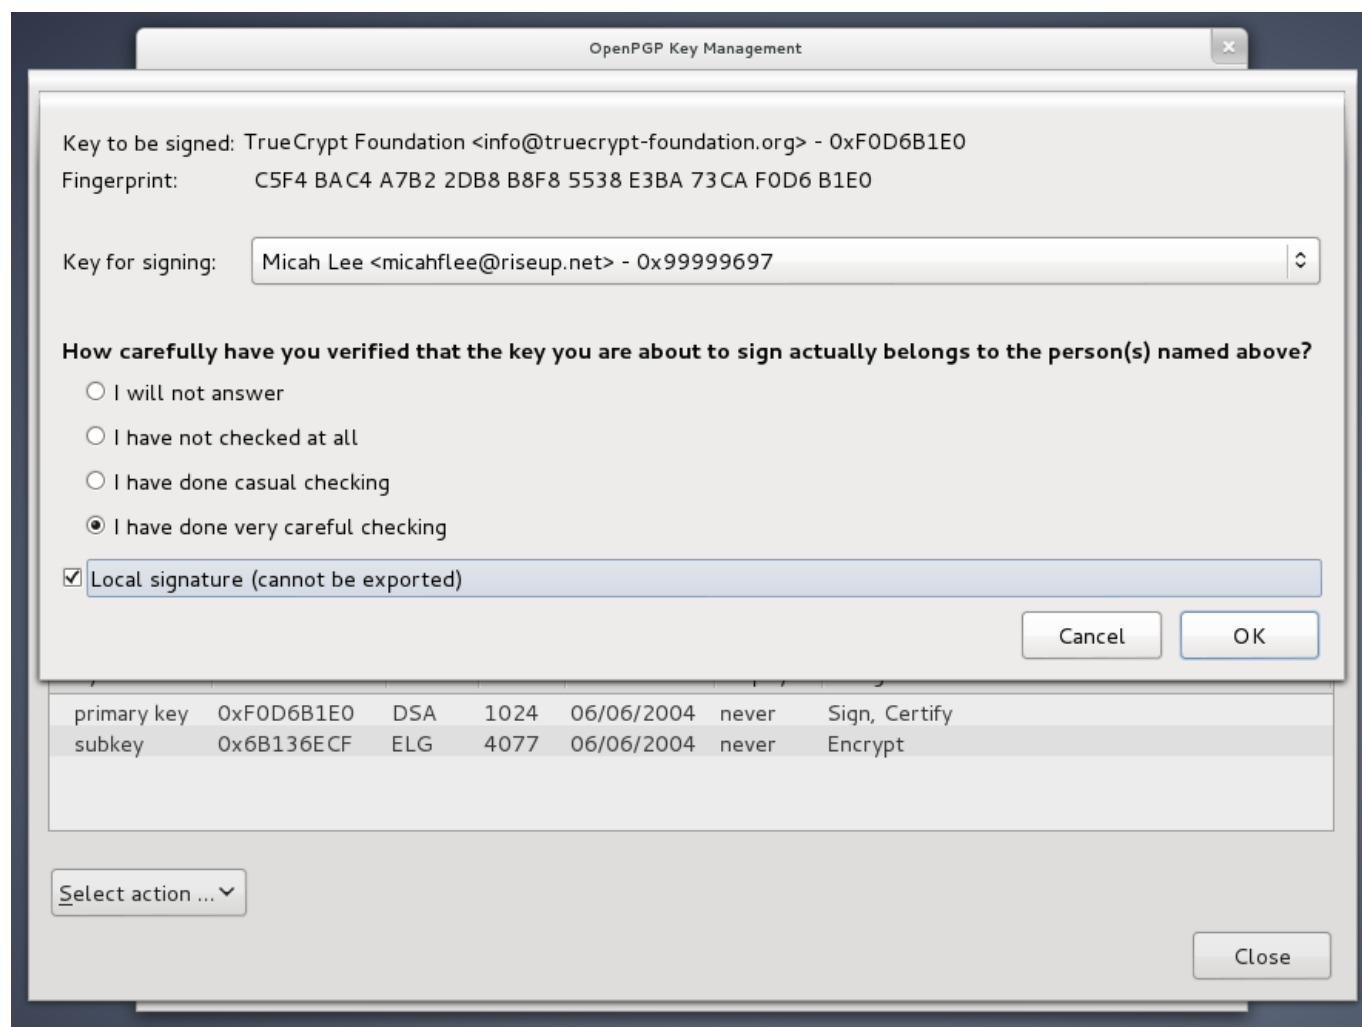 OpenPGP Key Management
Key to be signed: TrueCrypt Foundation <info@truecrypt-foundation.org> - 0xF0D6B1E0
Fingerprint: C5F4 BAC4 A7B2 2DB8 B8F8 5538 E3BA 73CA F0D6 B1E0
Key for signing: Micah Lee <micahflee@riseup.net> - 0x99999697
How carefully have you verified that the key you are about to sign actually belongs to the person(s) named above?
I will not answer
I have not checked at all
I have done casual checking
I have done very careful checking
Local signature (cannot be exported)
Cancel OK
primary key 0xF0D6B1E0 DSA 1024 06/06/2004 never Sign, Certify
subkey 0x6B136ECF ELG 4077 06/06/2004 never Encrypt
Select action ...
Close